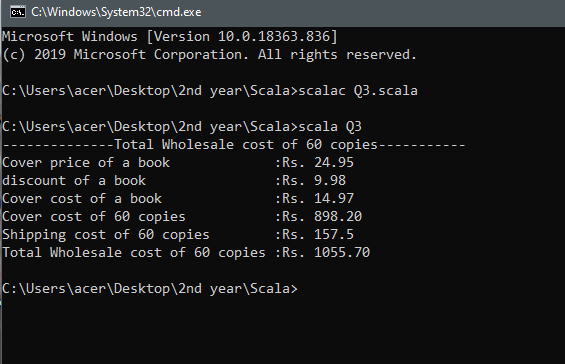 C:\Windows\System32\cmd.exe
Microsoft Windows [Version 10.0.18363.836]
(c) 2019 Microsoft Corporation. All rights reserved.
C:\Users\acer\Desktop\2nd year\Scala>scalac Q3.scala
C:\Users\acer\Desktop\2nd year\Scala>scala Q3
--------------Total Wholesale cost of 60 copies-----------
Cover price of a book             :Rs. 24.95
discount of a book                :Rs. 9.98
Cover cost of a book              :Rs. 14.97
Cover cost of 60 copies           :Rs. 898.20
Shipping cost of 60 copies        :Rs. 157.5
Total Wholesale cost of 60 copies :Rs. 1055.70
C:\Users\acer\Desktop\2nd year\Scala>